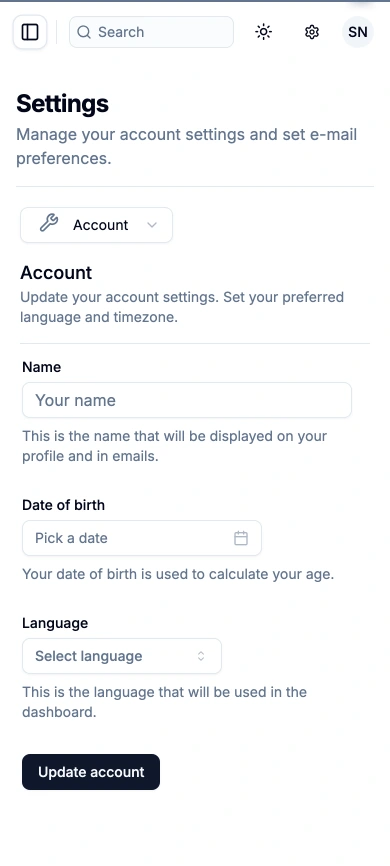 Search
SN
Settings
Manage your account settings and set e-mail
preferences.
Account
Account
Update your account settings. Set your preferred
language and timezone.
Name
Your name
This is the name that will be displayed on your
profile and in emails.
Date of birth
Pick a date
Your date of birth is used to calculate your age.
Language
Select language
This is the language that will be used in the
dashboard.
Update account